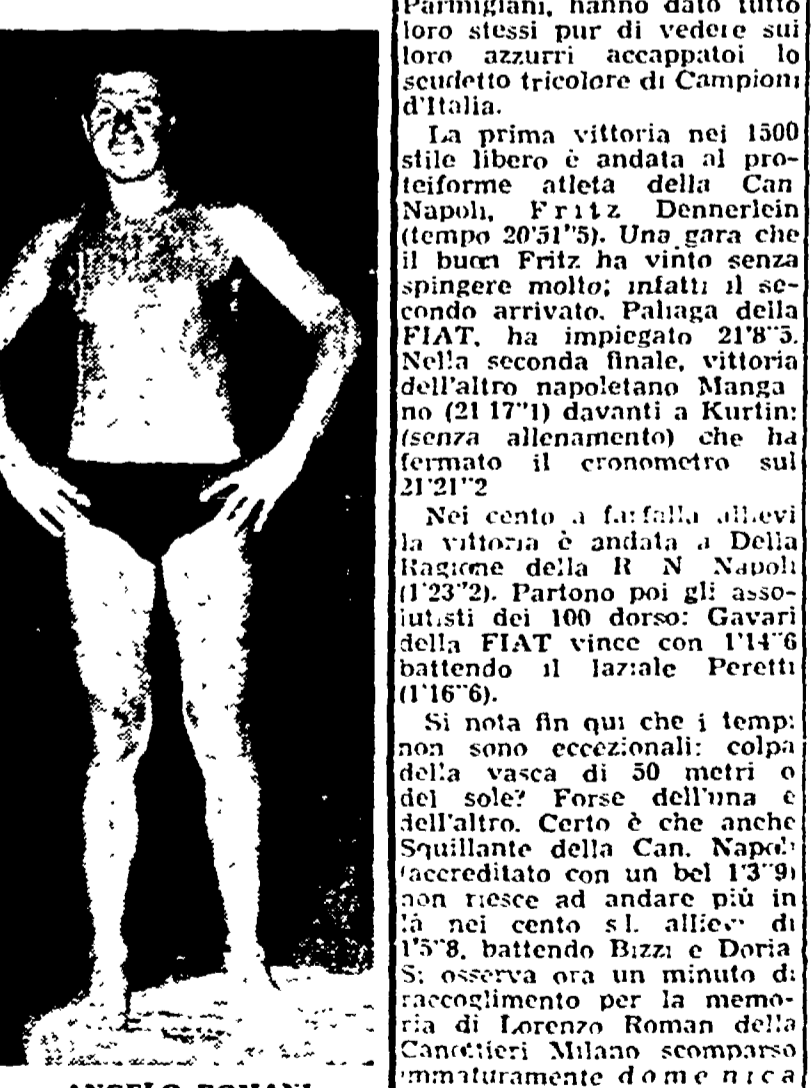 Parmigiani, hanno dato tutto
loro stessi pur di vedere sui
loro azzurri accappatoi lo
scudetto tricolore di Campioni
d'Italia.
La prima vittoria nei 1500
stile libero è andata al pro-
teiforme atleta della Can
Napoli, Fritz Dennerlein
(tempo 20'51"5). Una gara che
il buon Fritz ha vinto senza
spingere molto; infatti il se-
condo arrivato, Paliaga della
FIAT, ha impiegato 21'8"5.
Nella seconda finale, vittoria
dell'altro napoletano Manga
no (21 17"1) davanti a Kurtini
(senza allenamento) che ha
fermato il cronometro sul
21'21"2
Nei cento a farfalla allievi
la vittoria è andata a Della
Ragione della R N Napoli
(1'23"2). Partono poi gli asso-
lutisti dei 100 dorso: Gavari
della FIAT vince con 1'14"6
battendo il laziale Peretti
(1'16"6).
Si nota fin qui che i tempi
non sono eccezionali: colpa
della vasca di 50 metri o
del sole? Forse dell'una e
dell'altro. Certo è che anche
Squillante della Can. Napoli
(accreditato con un bel 1'3"9)
non riesce ad andare più in
là nei cento s l. allievi di
1'5"8, battendo Bizzi e Doria
Si osserva ora un minuto di
raccoglimento per la memo-
ria di Lorenzo Roman della
Canottieri Milano scomparso
immaturamente domenica
ANGELO ROMANI